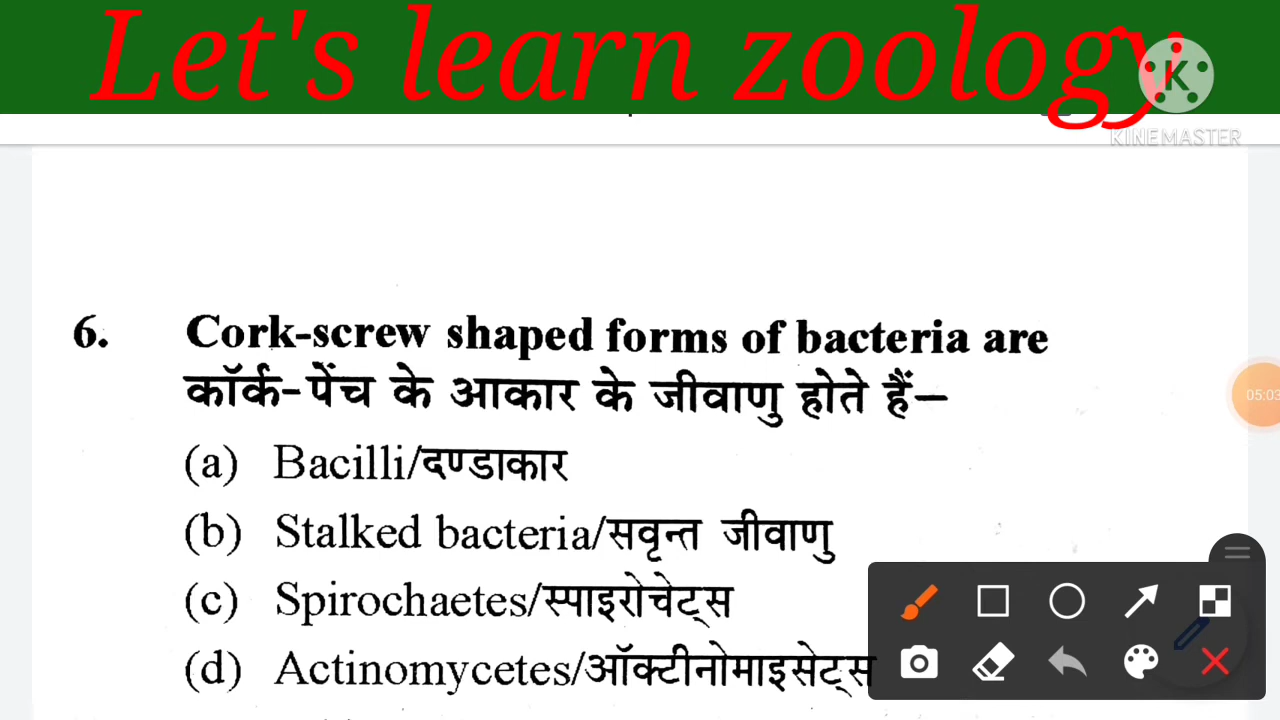 Let's learn zoology
K
KINEMASTER
6. Cork-screw shaped forms of bacteria are
कॉर्क-पेंच के आकार के जीवाणु होते हैं–
05:03
(a) Bacilli/दण्डाकार
(b) Stalked bacteria/सवृन्त जीवाणु
(c) Spirochaetes/स्पाइरोचेट्स
(d) Actinomycetes/ऑक्टीनोमाइसेट्स